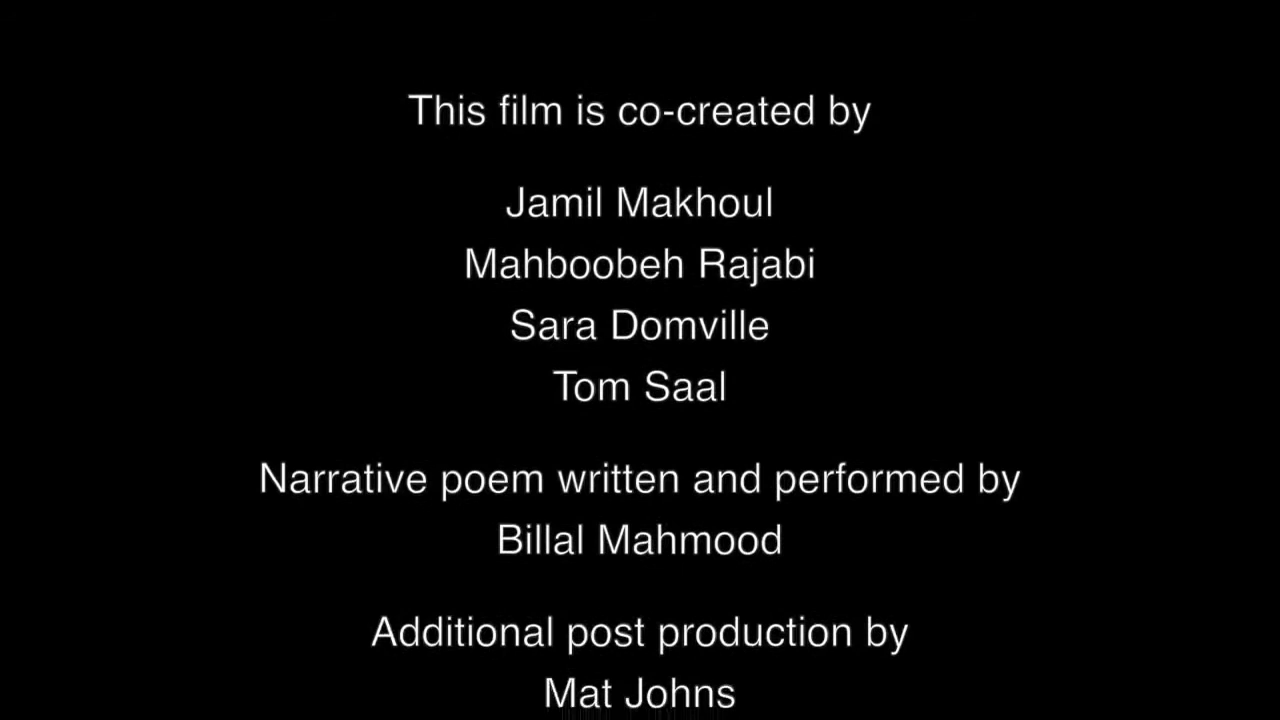 This film is co-created by
Jamil Makhoul
Mahboobeh Rajabi
Sara Domville
Tom Saal
Narrative poem written and performed by
Billal Mahmood
Additional post production by
Mat Johns